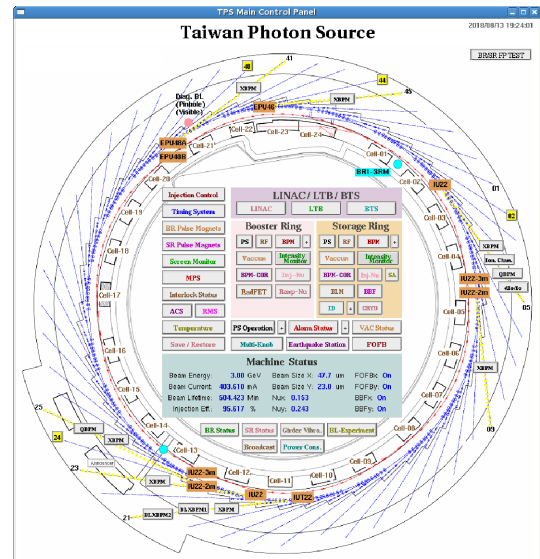 TPS Main Control Panel
Taiwan Photon Source
2018/08/13 19:24:01
BRBR FP TEST
40
41
44
45
XBPM
XBPM
Diag. BL
(Pinhole)
(Visible)
EPU46
EPU48A
EPU48B
Cell-22
Cell-23
Cell-24
Cell-21
Cell-01
BR1-SRM
Cell-02
IU22
Cell-20
01
02
Cell-19
Cell-03
Cell-18
Cell-04
XBPM
Ion. Cham.
QBPM
IU22-3m
IU22-2m
05
Cell-17
Cell-05
Cell-16
Cell-06
Cell-15
Cell-07
Cell-14
Cell-08
Cell-13
Cell-09
Cell-12
Cell-11
Cell-10
Injection Control
Timing System
BR Pulse Magnets
SR Pulse Magnets
Screen Monitor
MPS
Interlock Status
ACS
RMS
Temperature
Save / Restore
LINAC/ LTB / BTS
LINAC
LTB
BTS
Booster Ring
PS
RF
BPM
+
Vaccum
Intensity Monitor
BPM-COR
Inj-Nu
RadFET
Ramp-Nu
Storage Ring
PS
RF
BPM
+
Vaccum
Intensity Monitor
BPM-COR
Inj-Nu
SA
BLM
BBF
ID
+
CRYO
PS Operation
+
Alarm Status
+
VAC Status
Multi-Knob
Earthquake Station
FOFB
Machine Status
Beam Energy: 3.00 GeV Beam Size X: 47.7 um FOFBx: On
Beam Current: 403.610 mA Beam Size Y: 23.0 um FOFBy: On
Beam Lifetime: 504.423 Min Nux: 0.153 BBFx: On
Injection Eff.: 95.617 % Nuy: 0.243 BBFy: On
BR Status
SR Status
Girder Vibra.
BL-Experiment
Broadcast
Power Cons.
25
24
23
21
QBPM
XBPM
XBPM
IU22-3m
IU22-2m
IU22
IUT22
BLXBPM2
BLXBPM1
XBPM
XBPM